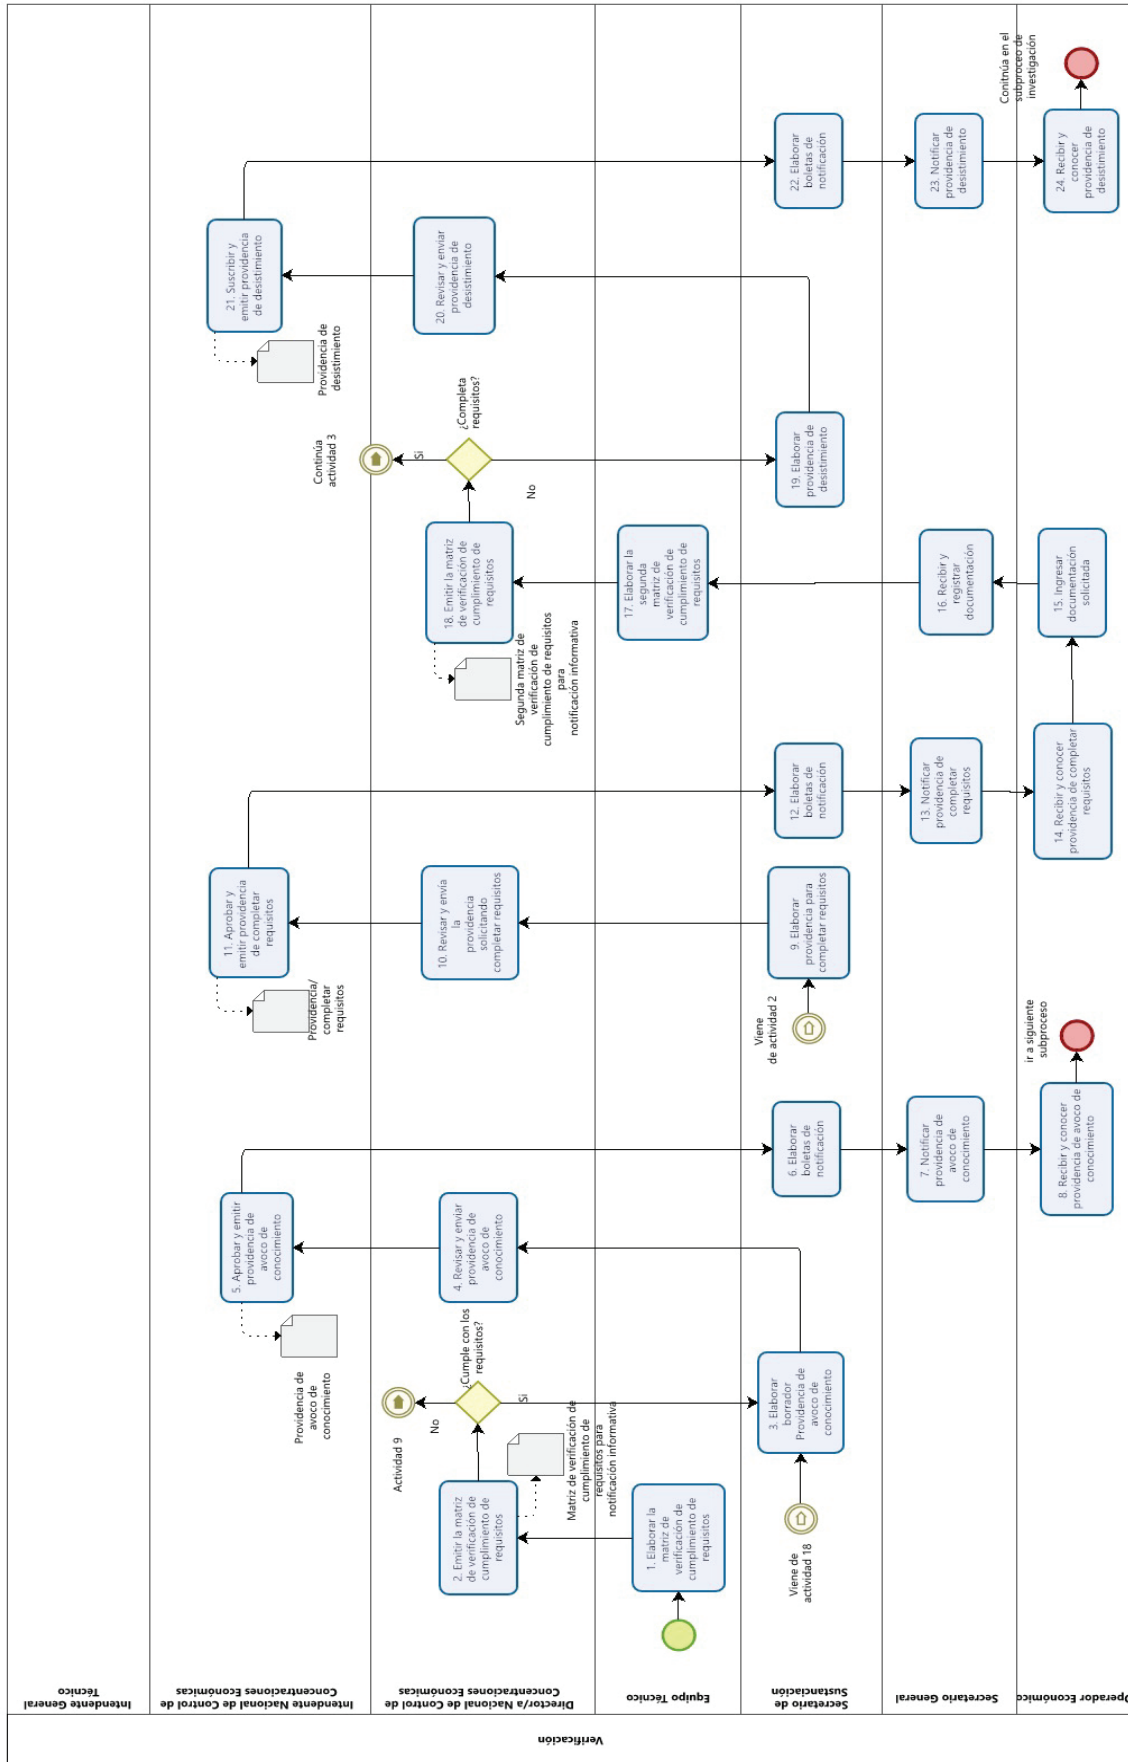 Verificación
Intendente General
Técnico
Intendente Nacional de Control de
Concentraciones Económicas
Director/a Nacional de Control de
Concentraciones Económicas
Equipo Técnico
Secretario de
Sustanciación
Secretario General
Operador Económico
1. Elaborar la
matriz de
verificación de
cumplimiento de
requisitos
2. Emitir la matriz
de verificación de
cumplimiento de
requisitos
Matriz de verificación de
cumplimiento de
requisitos para
notificación informativa
¿Cumple con los
requisitos?
No
Si
Actividad 9
Viene de
actividad 18
3. Elaborar
borrador
Providencia de
avoco de
conocimiento
4. Revisar y enviar
providencia de
avoco de
conocimiento
5. Aprobar y emitir
providencia de
avoco de
conocimiento
Providencia de
avoco de
conocimiento
6. Elaborar
boletas de
notificación
7. Notificar
providencia de
avoco de
conocimiento
8. Recibir y conocer
providencia de avoco de
conocimiento
ir a siguiente
subproceso
Viene
de actividad 2
9. Elaborar
providencia para
completar requisitos
10. Revisar y envía
la
providencia
solicitando
completar requisitos
11. Aprobar y
emitir providencia
de completar
requisitos
Providencia/
completar
requisitos
12. Elaborar
boletas de
notificación
13. Notificar
providencia de
completar
requisitos
14. Recibir y conocer
providencia de completar
requisitos
15. Ingresar
documentación
solicitada
16. Recibir y
registrar
documentación
17. Elaborar la
segunda
matriz de
verificación de
cumplimiento de
requisitos
18. Emitir la matriz
de verificación de
cumplimiento de
requisitos
Segunda matriz de
verificación de
cumplimiento de requisitos
para
notificación informativa
¿Completa
requisitos?
Si
No
Continúa
actividad 3
19. Elaborar
providencia de
desistimiento
20. Revisar y enviar
providencia de
desistimiento
21. Suscribir y
emitir providencia
de desistimiento
Providencia de
desistimiento
22. Elaborar
boletas de
notificación
23. Notificar
providencia de
desistimiento
24. Recibir y
conocer
providencia de
desistimiento
Conitnúa en el
subproceo de
investigación